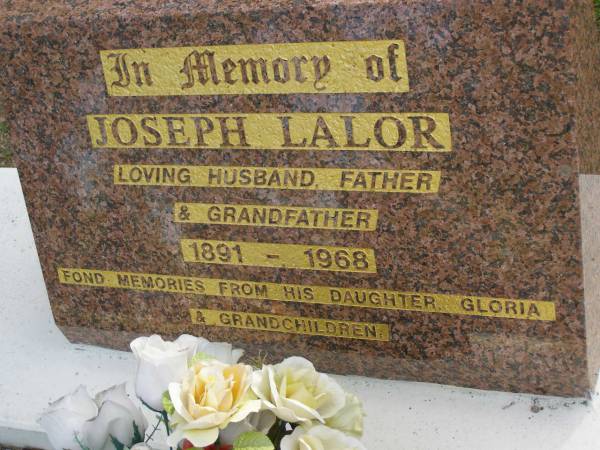 In Memory of
JOSEPH LALOR
LOVING HUSBAND, FATHER
& GRANDFATHER
1891 - 1968
FOND MEMORIES FROM HIS DAUGHTER, GLORIA
& GRANDCHILDREN.